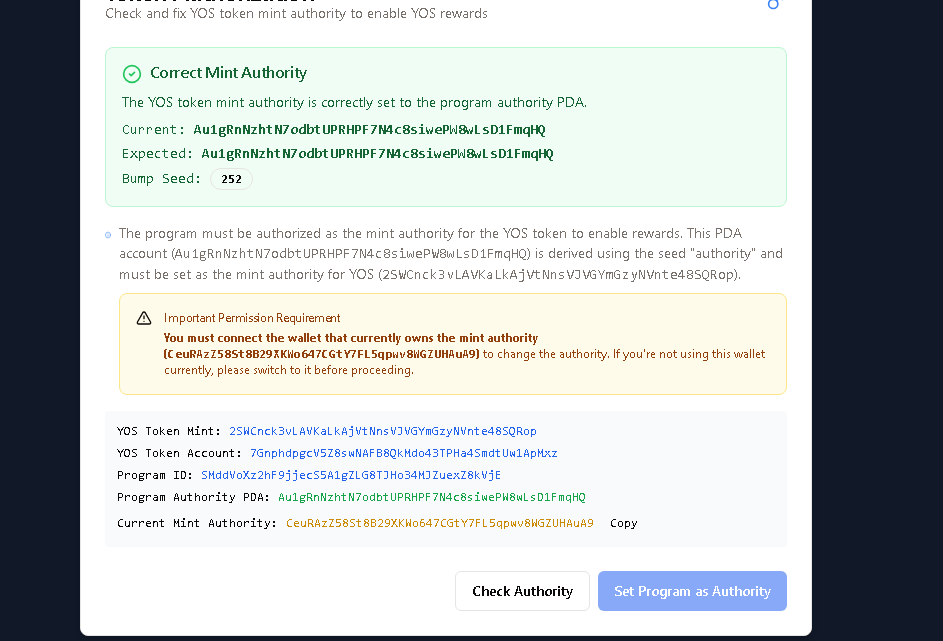 Check and fix YOS token mint authority to enable YOS rewards
Correct Mint Authority
The YOS token mint authority is correctly set to the program authority PDA.
Current: Au1gRnNzhtN7odbtUPRHPF7N4c8siwePW8wLsD1FmqHQ
Expected: Au1gRnNzhtN7odbtUPRHPF7N4c8siwePW8wLsD1FmqHQ
Bump Seed: 252
The program must be authorized as the mint authority for the YOS token to enable rewards. This PDA
account (Au1gRnNzhtN7odbtUPRHPF7N4c8siwePW8wLsD1FmqHQ) is derived using the seed "authority" and
must be set as the mint authority for YOS (2SWCnck3vLAVKaLkAjVtNnsVJVGYmGzyNVnte48SQRop).
Important Permission Requirement
You must connect the wallet that currently owns the mint authority
(CeuRAzZ58St8B29XKWo647CGtY7FL5qpwv8WGZUHAuA9) to change the authority. If you're not using this wallet
currently, please switch to it before proceeding.
YOS Token Mint: 2SWCnck3vLAVKaLkAjVtNnsVJVGYmGzyNVnte48SQRop
YOS Token Account: 7GnphdpgcV5Z8swNAFB8QkMdo43TPHa4SmdtUw1ApMxz
Program ID: SMddVoXz2hF9jjecS5A1gZLG8TJHo34MJZuexZ8kVjE
Program Authority PDA: Au1gRnNzhtN7odbtUPRHPF7N4c8siwePW8wLsD1FmqHQ
Current Mint Authority: CeuRAzZ58St8B29XKWo647CGtY7FL5qpwv8WGZUHAuA9 Copy
Check Authority Set Program as Authority